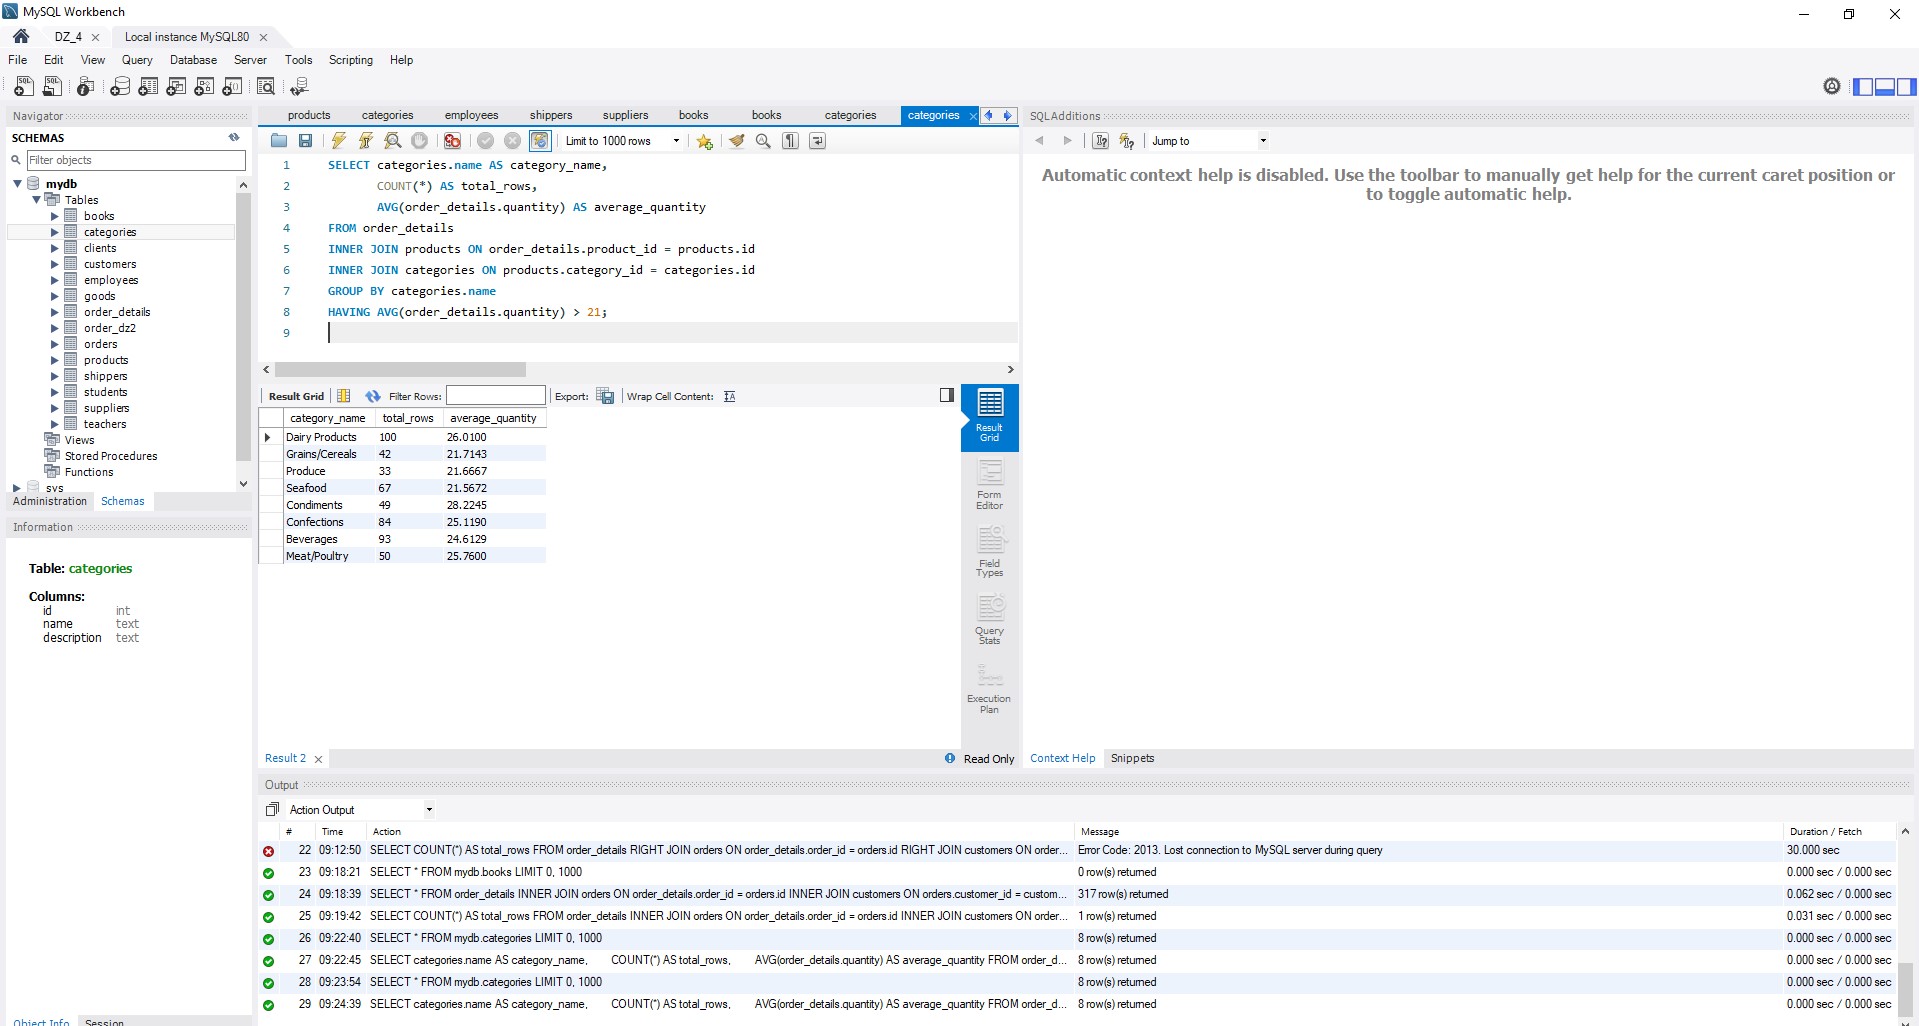 MySQL Workbench
DZ_4
Local instance MySQL80
File Edit View Query Database Server Tools Scripting Help
Navigator
SCHEMAS
Filter objects
mydb
Tables
books
categories
clients
customers
employees
goods
order_details
order_dz2
orders
products
shippers
students
suppliers
teachers
Views
Stored Procedures
Functions
sys
Administration Schemas
Information
Table: categories
Columns:
id int
name text
description text
Object Info Session
products categories employees shippers suppliers books books categories categories
Limit to 1000 rows
1 SELECT categories.name AS category_name,
2 COUNT(*) AS total_rows,
3 AVG(order_details.quantity) AS average_quantity
4 FROM order_details
5 INNER JOIN products ON order_details.product_id = products.id
6 INNER JOIN categories ON products.category_id = categories.id
7 GROUP BY categories.name
8 HAVING AVG(order_details.quantity) > 21;
9
Result Grid Filter Rows: Export: Wrap Cell Content:
category_name total_rows average_quantity
Dairy Products 100 26.0100
Grains/Cereals 42 21.7143
Produce 33 21.6667
Seafood 67 21.5672
Condiments 49 28.2245
Confections 84 25.1190
Beverages 93 24.6129
Meat/Poultry 50 25.7600
Result
Grid
Form
Editor
Field
Types
Query
Stats
Execution
Plan
Result 2
Read Only
SQLAdditions
Jump to
Automatic context help is disabled. Use the toolbar to manually get help for the current caret position or
to toggle automatic help.
Context Help Snippets
Output
Action Output
# Time Action Message Duration / Fetch
22 09:12:50 SELECT COUNT(*) AS total_rows FROM order_details RIGHT JOIN orders ON order_details.order_id = orders.id RIGHT JOIN customers ON order... Error Code: 2013. Lost connection to MySQL server during query 30.000 sec
23 09:18:21 SELECT * FROM mydb.books LIMIT 0, 1000 0 row(s) returned 0.000 sec / 0.000 sec
24 09:18:39 SELECT * FROM order_details INNER JOIN orders ON order_details.order_id = orders.id INNER JOIN customers ON orders.customer_id = custom... 317 row(s) returned 0.062 sec / 0.000 sec
25 09:19:42 SELECT COUNT(*) AS total_rows FROM order_details INNER JOIN orders ON order_details.order_id = orders.id INNER JOIN customers ON order... 1 row(s) returned 0.031 sec / 0.000 sec
26 09:22:40 SELECT * FROM mydb.categories LIMIT 0, 1000 8 row(s) returned 0.000 sec / 0.000 sec
27 09:22:45 SELECT categories.name AS category_name, COUNT(*) AS total_rows, AVG(order_details.quantity) AS average_quantity FROM order_d... 8 row(s) returned 0.000 sec / 0.000 sec
28 09:23:54 SELECT * FROM mydb.categories LIMIT 0, 1000 8 row(s) returned 0.000 sec / 0.000 sec
29 09:24:39 SELECT categories.name AS category_name, COUNT(*) AS total_rows, AVG(order_details.quantity) AS average_quantity FROM order_d... 8 row(s) returned 0.000 sec / 0.000 sec